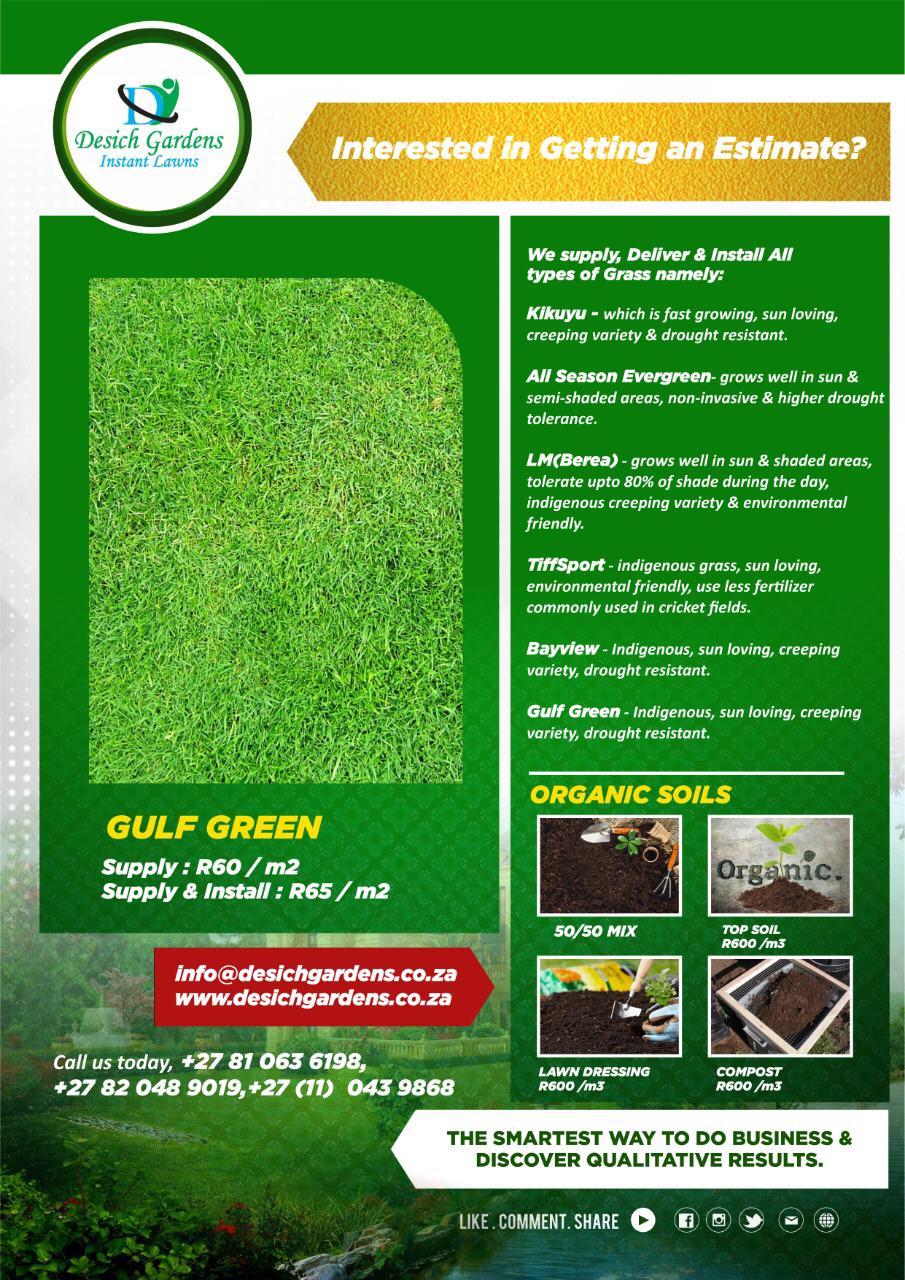 Desich Gardens
Instant Lawns
Interested in Getting an Estimate?
GULF GREEN
Supply : R60 / m2
Supply & Install : R65 / m2
info@desichgardens.co.za
www.desichgardens.co.za
Call us today, +27 81 063 6198,
+27 82 048 9019,+27 (11) 043 9868
We supply, Deliver & Install All
types of Grass namely:
Kikuyu - which is fast growing, sun loving,
creeping variety & drought resistant.
All Season Evergreen- grows well in sun &
semi-shaded areas, non-invasive & higher drought
tolerance.
LM(Berea) - grows well in sun & shaded areas,
tolerate upto 80% of shade during the day,
indigenous creeping variety & environmental
friendly.
TiffSport - indigenous grass, sun loving,
environmental friendly, use less fertilizer
commonly used in cricket fields.
Bayview - Indigenous, sun loving, creeping
variety, drought resistant.
Gulf Green - Indigenous, sun loving, creeping
variety, drought resistant.
ORGANIC SOILS
Organic.
50/50 MIX
TOP SOIL
R600 /m3
LAWN DRESSING
R600 /m3
COMPOST
R600 /m3
THE SMARTEST WAY TO DO BUSINESS &
DISCOVER QUALITATIVE RESULTS.
LIKE . COMMENT. SHARE